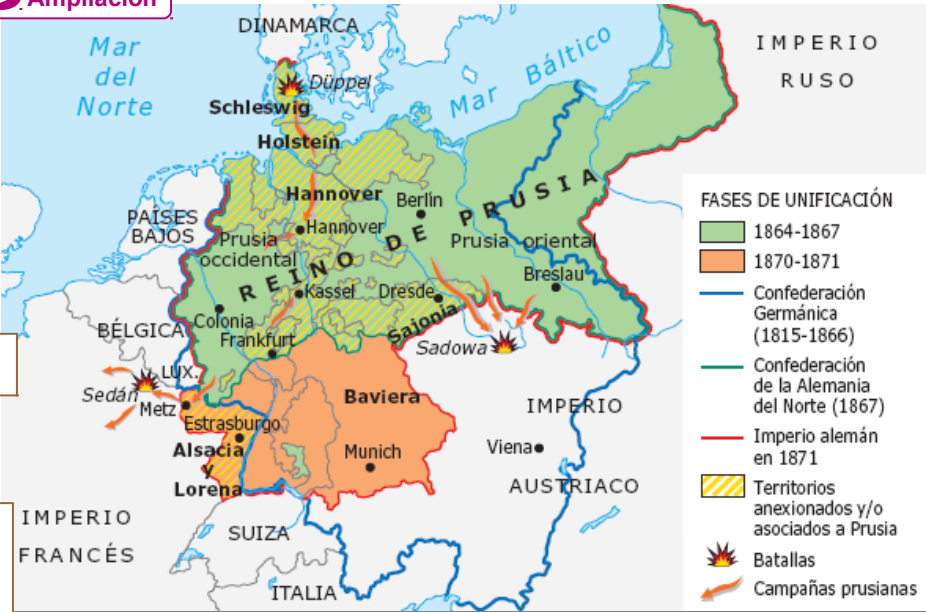 Ampliación
DINAMARCA
Mar
del
Norte
Düppel
Mar Báltico
IMPERIO
RUSO
Schleswig
Holstein
Hannover
Berlin
PAÍSES
BAJOS
Hannover
Prusia
occidental
REINO DE PRUSIA
Prusia oriental
Breslau
Kassel
Dresde
Sajonia
Colonia
Frankfurt
BÉLGICA
Sadowa
LUX.
Sedán
Metz
Baviera
IMPERIO
AUSTRIACO
Estrasburgo
Alsacia
y
Lorena
Munich
Viena
IMPERIO
FRANCÉS
SUIZA
ITALIA
FASES DE UNIFICACIÓN
1864-1867
1870-1871
Confederación
Germánica
(1815-1866)
Confederación
de la Alemania
del Norte (1867)
Imperio alemán
en 1871
Territorios
anexionados y/o
asociados a Prusia
Batallas
Campañas prusianas